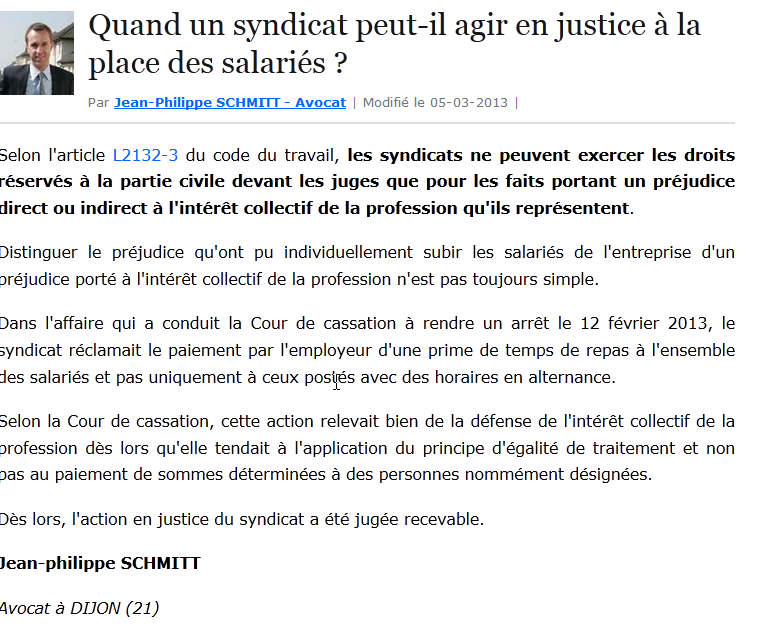 Quand un syndicat peut-il agir en justice à la
place des salariés ?
Par Jean-Philippe SCHMITT - Avocat | Modifié le 05-03-2013 |
Selon l'article L2132-3 du code du travail, les syndicats ne peuvent exercer les droits
réservés à la partie civile devant les juges que pour les faits portant un préjudice
direct ou indirect à l'intérêt collectif de la profession qu'ils représentent.
Distinguer le préjudice qu'ont pu individuellement subir les salariés de l'entreprise d'un
préjudice porté à l'intérêt collectif de la profession n'est pas toujours simple.
Dans l'affaire qui a conduit la Cour de cassation à rendre un arrêt le 12 février 2013, le
syndicat réclamait le paiement par l'employeur d'une prime de temps de repas à l'ensemble
des salariés et pas uniquement à ceux postés avec des horaires en alternance.
Selon la Cour de cassation, cette action relevait bien de la défense de l'intérêt collectif de la
profession dès lors qu'elle tendait à l'application du principe d'égalité de traitement et non
pas au paiement de sommes déterminées à des personnes nommément désignées.
Dès lors, l'action en justice du syndicat a été jugée recevable.
Jean-philippe SCHMITT
Avocat à DIJON (21)